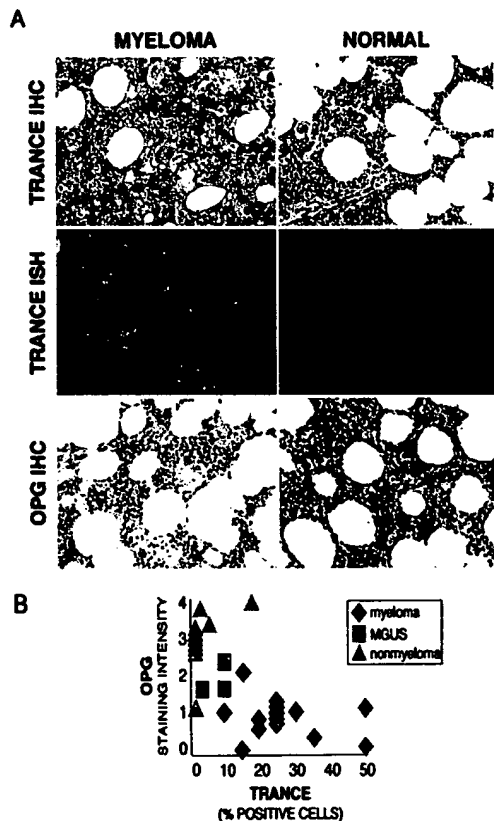 A
MYELOMA NORMAL
TRANCE IHC
TRANCE ISH
OPG IHC
B
OPG
STAINING INTENSITY
4
3
2
1
0
◆ myeloma
■ MGUS
▲ nonmyeloma
0 10 20 30 40 50
TRANCE
(% POSITIVE CELLS)